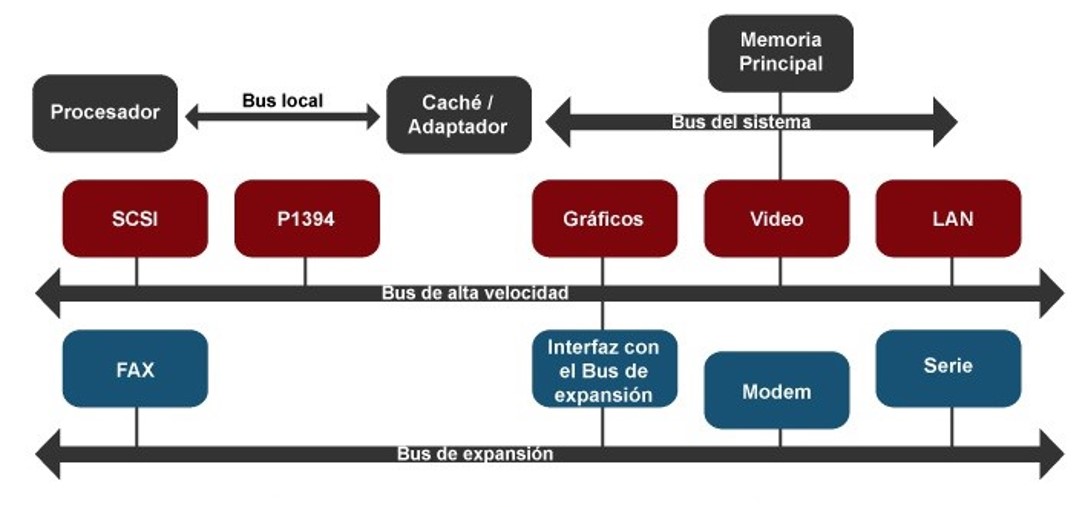 Memoria
Principal
Procesador
Bus local
Caché /
Adaptador
Bus del sistema
SCSI
P1394
Gráficos
Video
LAN
Bus de alta velocidad
FAX
Interfaz con
el Bus de
expansión
Modem
Serie
Bus de expansión